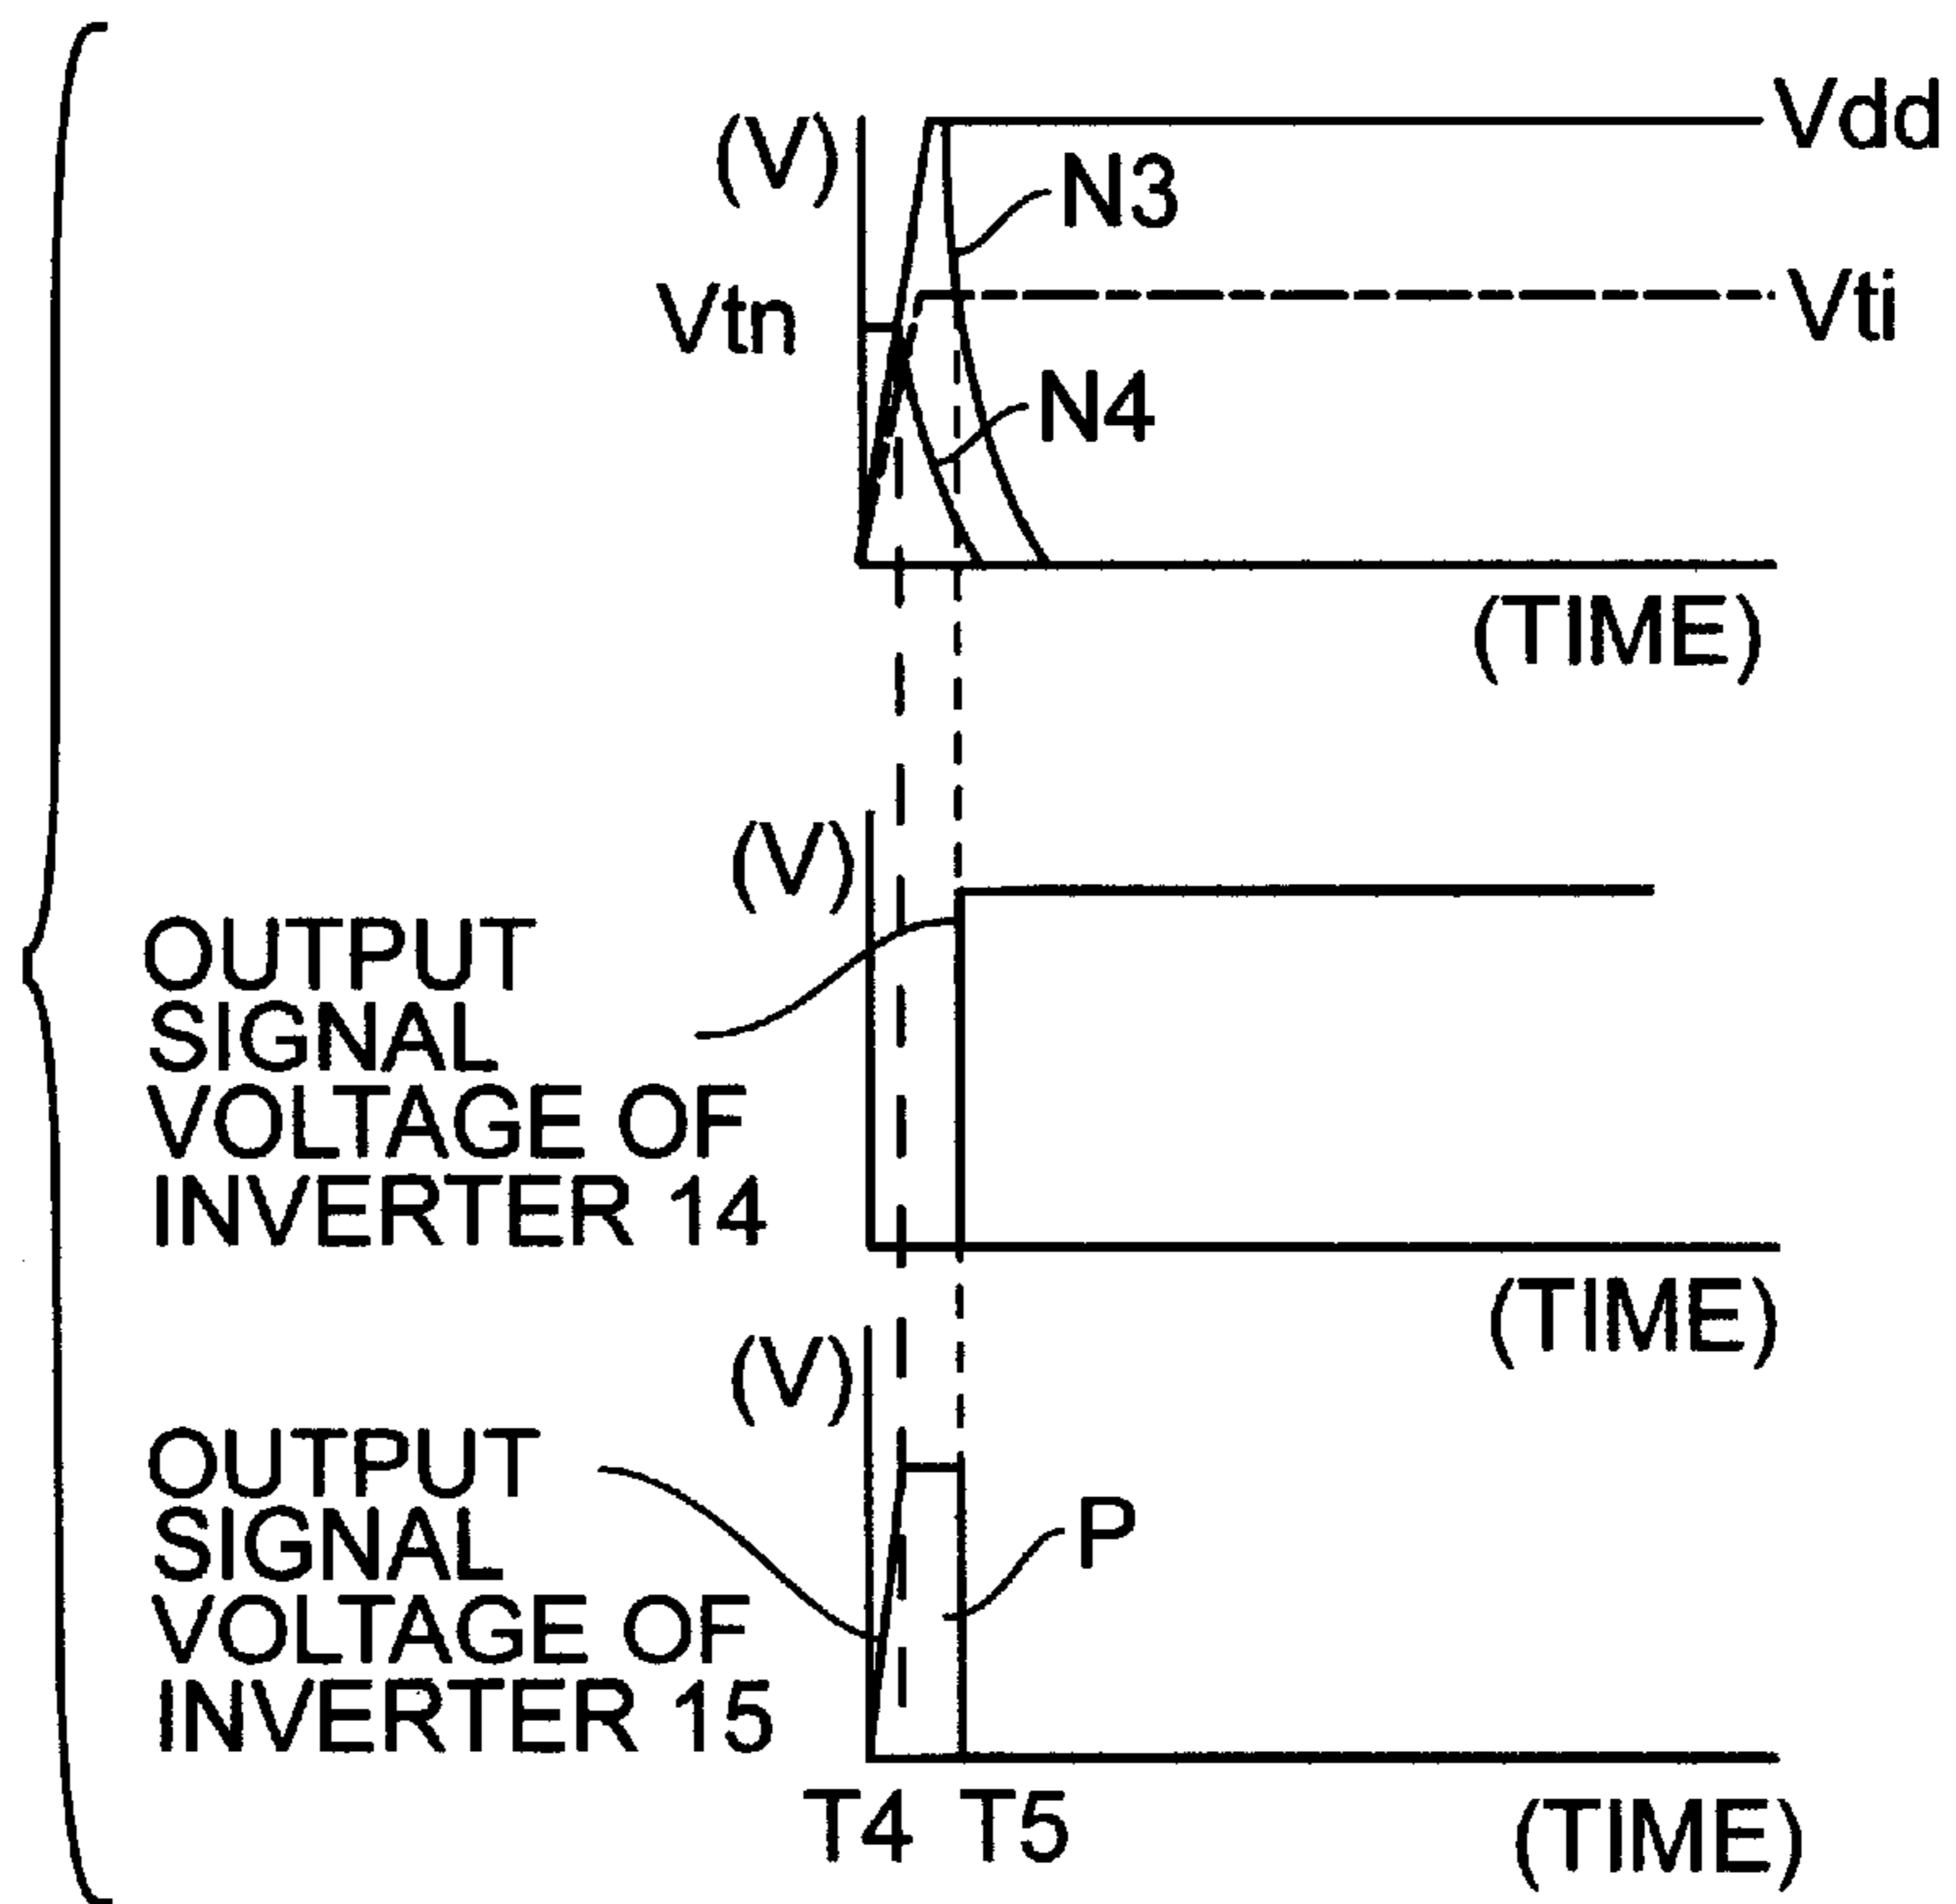 (V)
Vdd
N3
Vtn
Vti
N4
(TIME)
(V)
OUTPUT
SIGNAL
VOLTAGE OF
INVERTER 14
(TIME)
(V)
OUTPUT
SIGNAL
VOLTAGE OF
INVERTER 15
P
T4
T5
(TIME)